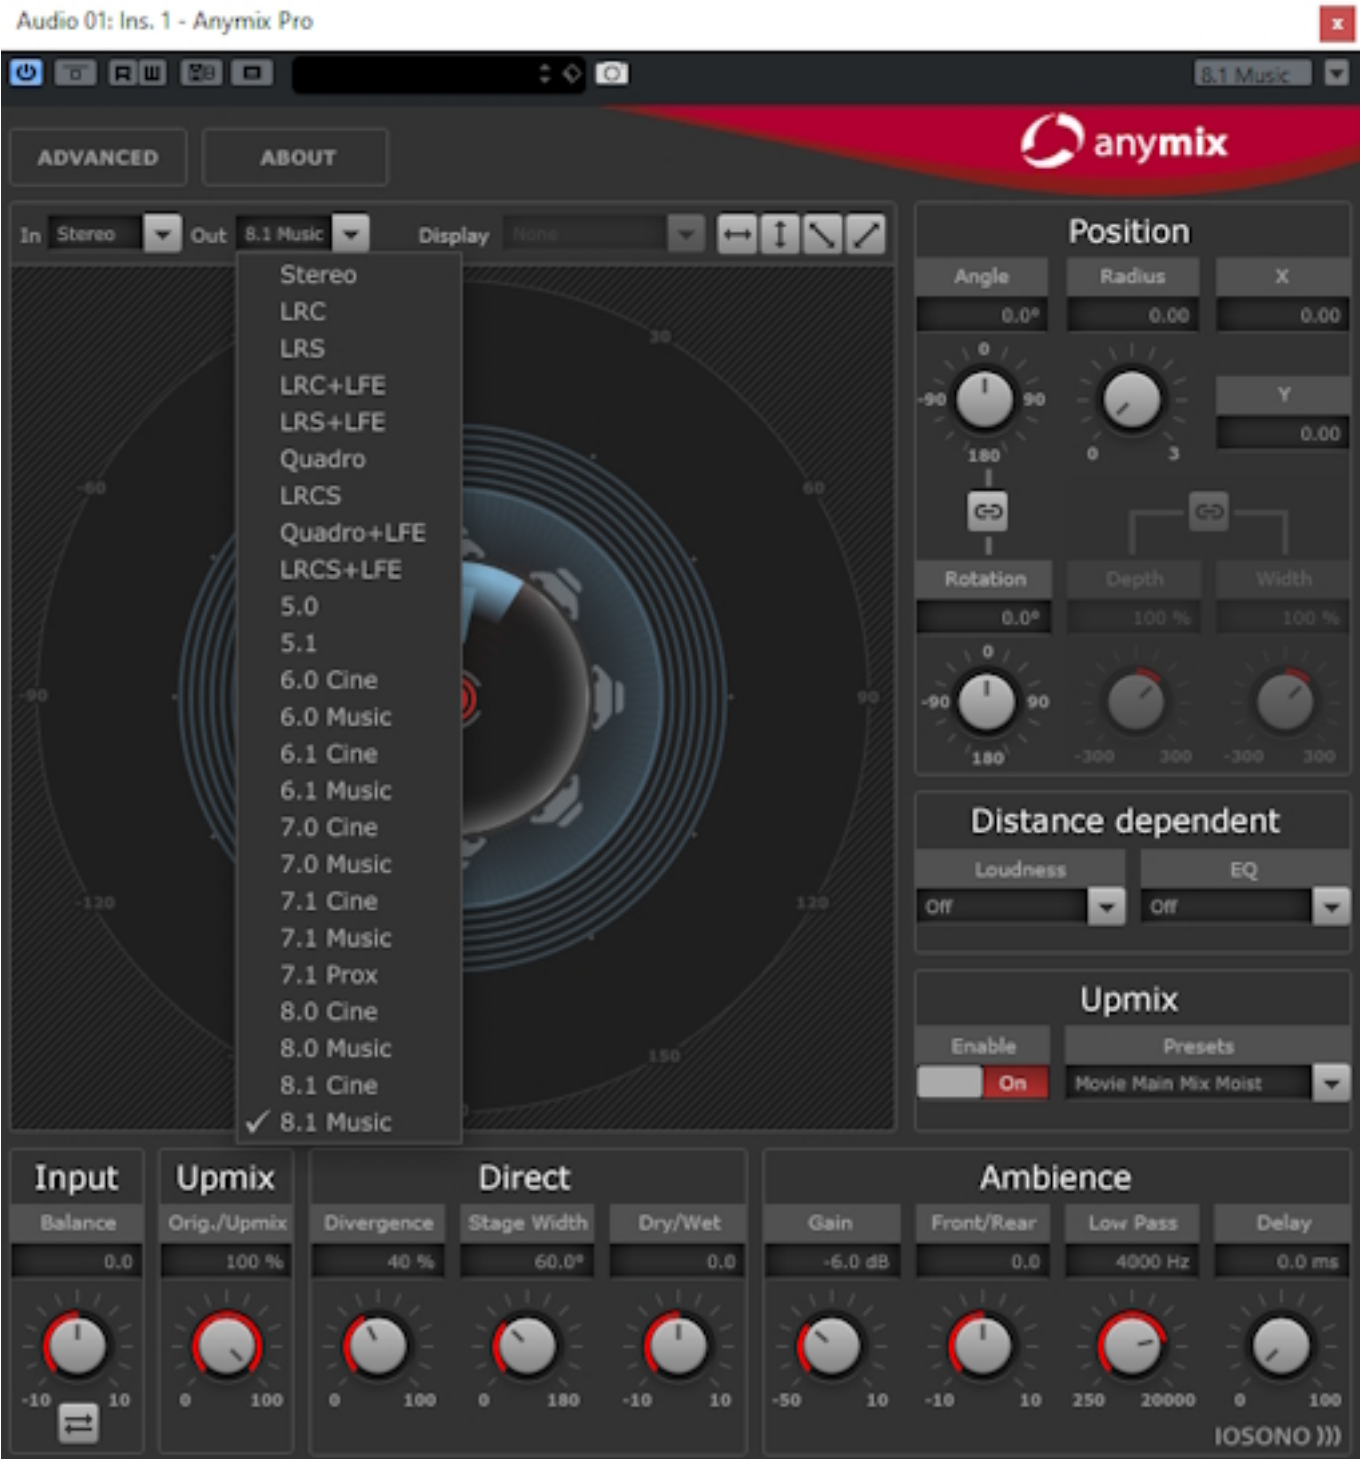 Audio 01: Ins. 1 - Anymix Pro
x
R W
8.1 Music
ADVANCED ABOUT
anymix
In Stereo Out 8.1 Music Display None
Stereo
LRC
LRS
LRC+LFE
LRS+LFE
Quadro
LRCS
Quadro+LFE
LRCS+LFE
5.0
5.1
6.0 Cine
6.0 Music
6.1 Cine
6.1 Music
7.0 Cine
7.0 Music
7.1 Cine
7.1 Music
7.1 Prox
8.0 Cine
8.0 Music
8.1 Cine
8.1 Music
30
-60 60
-90 90
-120 120
150
Position
Angle Radius X
0.0° 0.00 0.00
0
-90 90
180
0 3
Y
0.00
Rotation Depth Width
0.0° 100 % 100 %
0
-90 90
180
-300 300 -300 300
Distance dependent
Loudness EQ
Off Off
Upmix
Enable Presets
On Movie Main Mix Moist
Input Upmix Direct Ambience
Balance Orig./Upmix Divergence Stage Width Dry/Wet Gain Front/Rear Low Pass Delay
0.0 100 % 40 % 60.0° 0.0 -6.0 dB 0.0 4000 Hz 0.0 ms
-10 10 0 100 0 100 0 180 -10 10 -50 10 -10 10 250 20000 0 100
IOSONO )))